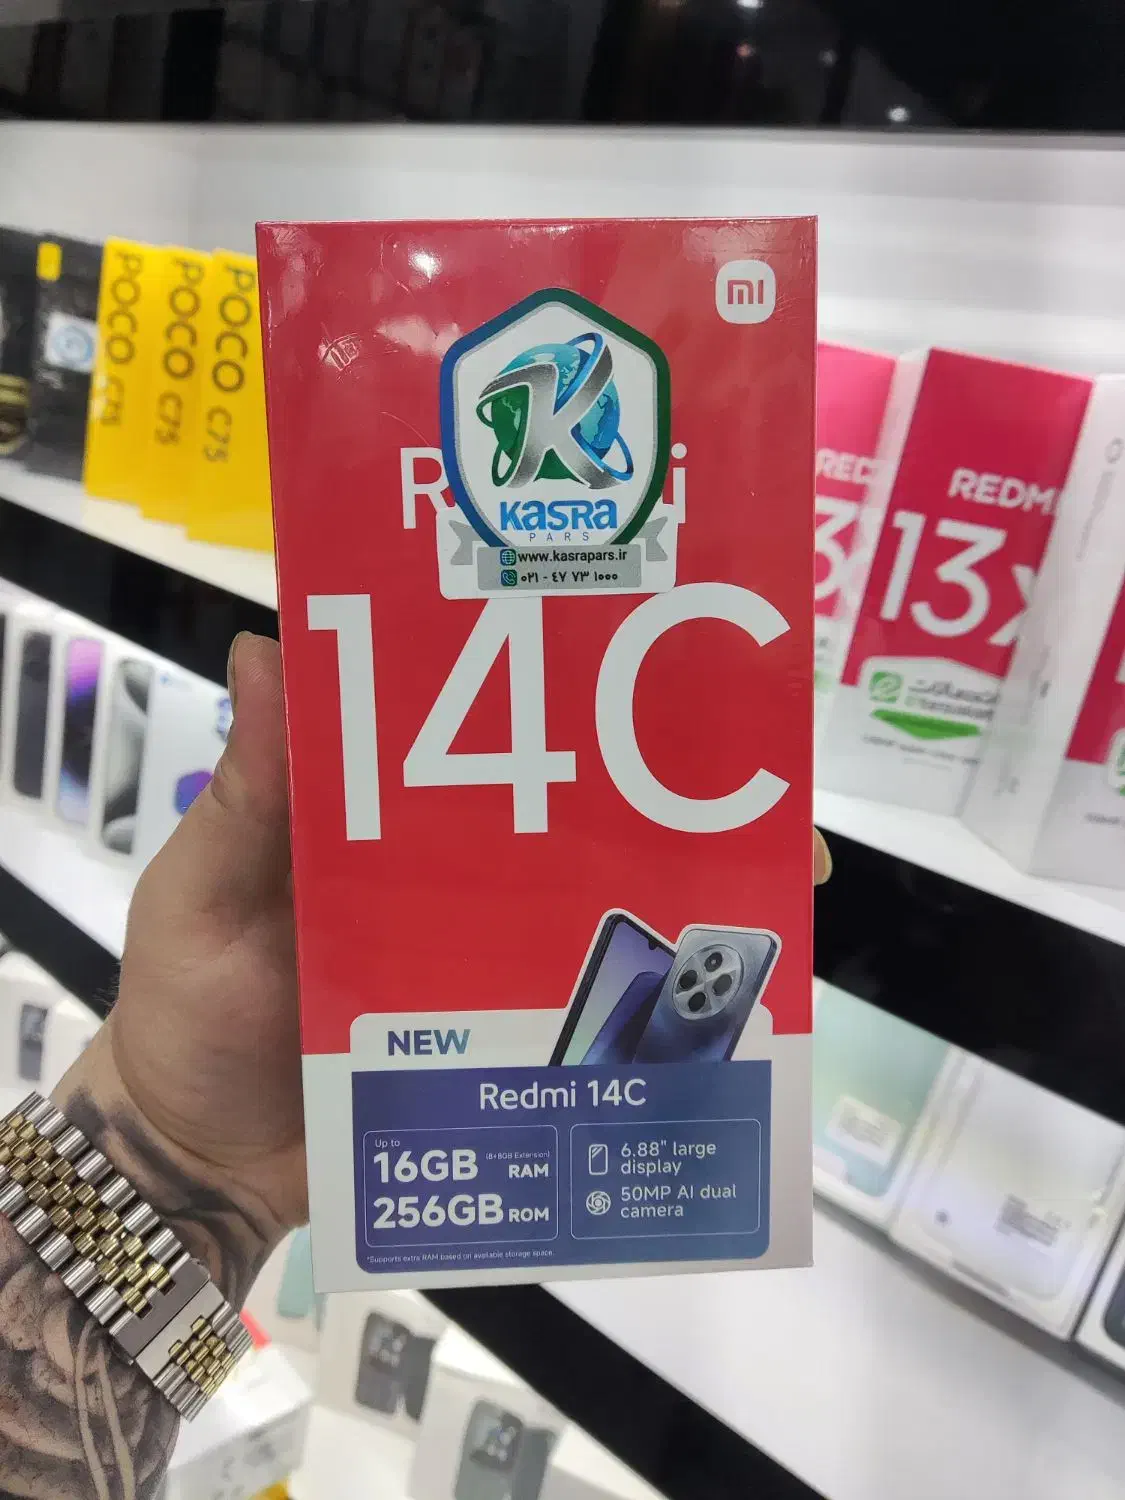 POCO C75
POCO C75
POCO C75
mi
Redmi
K
KASRA
PARS
www.kasrapars.ir
۰۲۱ - ۴۷ ۷۳ ۱۰۰۰
14C
NEW
Redmi 14C
Up to
16GB (8+8GB Extension) RAM
256GB ROM
6.88" large
display
50MP AI dual
camera
*Supports extra RAM based on available storage space.
REDMI
13x